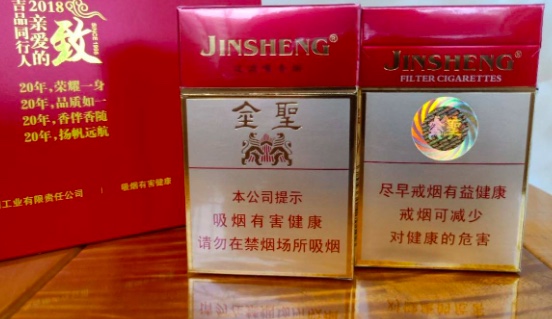 2018
吉品同行人
亲爱的
致
20年,荣耀一身
20年,品质如一
20年,香伴香随
20年,扬帆远航
工业有限责任公司
吸烟有害健康
JINSHENG
金聖
本公司提示
吸烟有害健康
请勿在禁烟场所吸烟
JINSHENG
FILTER CIGARETTES
尽早戒烟有益健康
戒烟可减少
对健康的危害